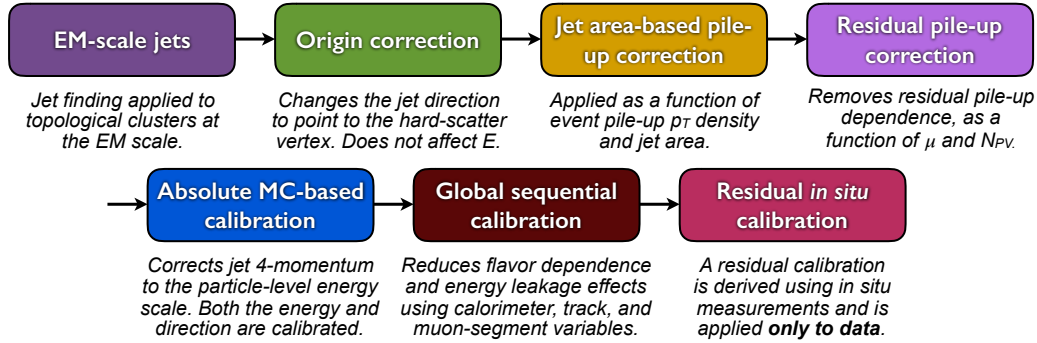 EM-scale jets
Jet finding applied to
topological clusters at
the EM scale.
Origin correction
Changes the jet direction
to point to the hard-scatter
vertex. Does not affect E.
Jet area-based pile-
up correction
Applied as a function of
event pile-up pT density
and jet area.
Residual pile-up
correction
Removes residual pile-up
dependence, as a
function of µ and NPV.
Absolute MC-based
calibration
Corrects jet 4-momentum
to the particle-level energy
scale. Both the energy and
direction are calibrated.
Global sequential
calibration
Reduces flavor dependence
and energy leakage effects
using calorimeter, track, and
muon-segment variables.
Residual in situ
calibration
A residual calibration
is derived using in situ
measurements and is
applied only to data.